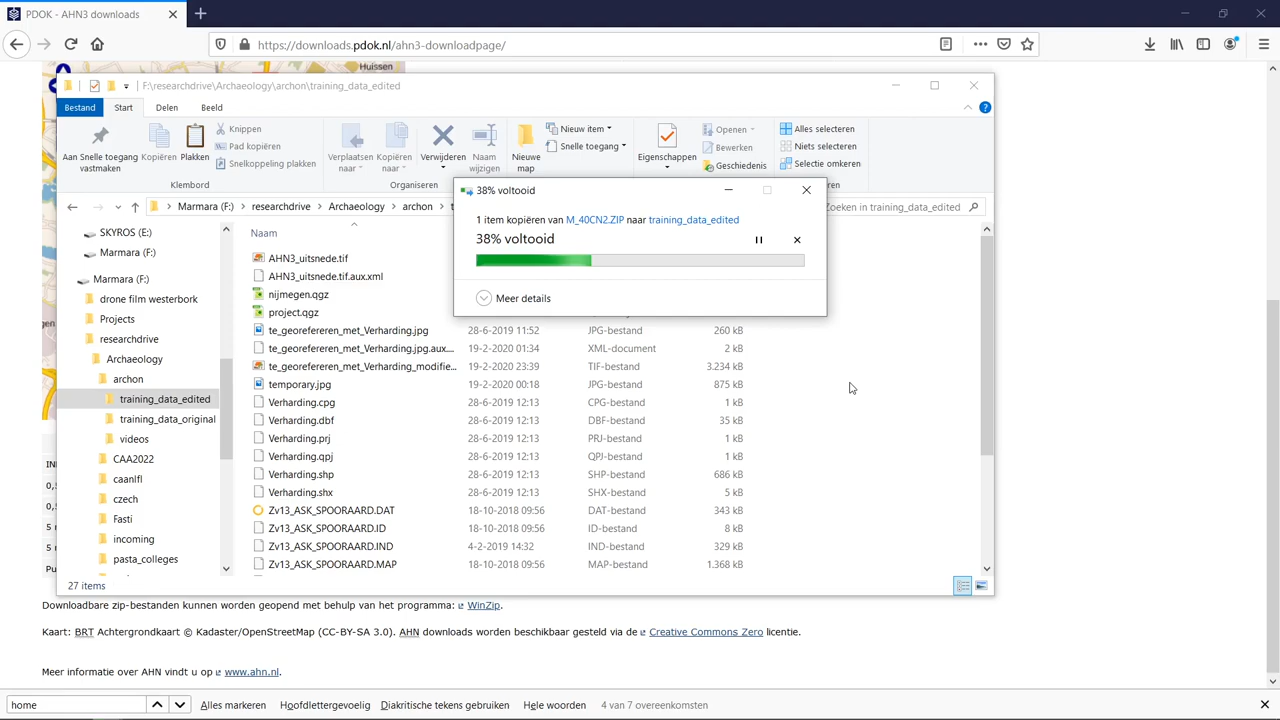 PDOK - AHN3 downloads
https://downloads.pdok.nl/ahn3-downloadpage/
Huissen
F:\researchdrive\Archaeology\archon\training_data_edited
Bestand Start Delen Beeld
Aan Snelle toegang vastmaken
Kopiëren
Plakken
Knippen
Pad kopiëren
Snelkoppeling plakken
Klembord
Verplaatsen naar
Kopiëren naar
Verwijderen
Naam wijzigen
Organiseren
Nieuwe map
Nieuw item
Snelle toegang
Eigenschappen
Openen
Bewerken
Geschiedenis
Alles selecteren
Niets selecteren
Selectie omkeren
Marmara (F:) researchdrive Archaeology archon
Zoeken in training_data_edited
SKYROS (E:)
Marmara (F:)
Marmara (F:)
drone film westerbork
Projects
researchdrive
Archaeology
archon
training_data_edited
training_data_original
videos
CAA2022
caanlfl
czech
Fasti
incoming
pasta_colleges
Naam
AHN3_uitsnede.tif
AHN3_uitsnede.tif.aux.xml
nijmegen.qgz
project.qgz
te_georefereren_met_Verharding.jpg 28-6-2019 11:52 JPG-bestand 260 kB
te_georefereren_met_Verharding.jpg.aux.... 19-2-2020 01:34 XML-document 2 kB
te_georefereren_met_Verharding_modifie... 19-2-2020 23:39 TIF-bestand 3.234 kB
temporary.jpg 19-2-2020 00:18 JPG-bestand 875 kB
Verharding.cpg 28-6-2019 12:13 CPG-bestand 1 kB
Verharding.dbf 28-6-2019 12:13 DBF-bestand 35 kB
Verharding.prj 28-6-2019 12:13 PRJ-bestand 1 kB
Verharding.qpj 28-6-2019 12:13 QPJ-bestand 1 kB
Verharding.shp 28-6-2019 12:13 SHP-bestand 686 kB
Verharding.shx 28-6-2019 12:13 SHX-bestand 5 kB
Zv13_ASK_SPOORAARD.DAT 18-10-2018 09:56 DAT-bestand 343 kB
Zv13_ASK_SPOORAARD.ID 18-10-2018 09:56 ID-bestand 8 kB
Zv13_ASK_SPOORAARD.IND 4-2-2019 14:32 IND-bestand 329 kB
Zv13_ASK_SPOORAARD.MAP 18-10-2018 09:56 MAP-bestand 1.368 kB
27 items
38% voltooid
1 item kopiëren van M_40CN2.ZIP naar training_data_edited
38% voltooid
Meer details
Downloadbare zip-bestanden kunnen worden geopend met behulp van het programma: WinZip.
Kaart: BRT Achtergrondkaart © Kadaster/OpenStreetMap (CC-BY-SA 3.0). AHN downloads worden beschikbaar gesteld via de Creative Commons Zero licentie.
Meer informatie over AHN vindt u op www.ahn.nl.
home Alles markeren Hoofdlettergevoelig Diakritische tekens gebruiken Hele woorden 4 van 7 overeenkomsten